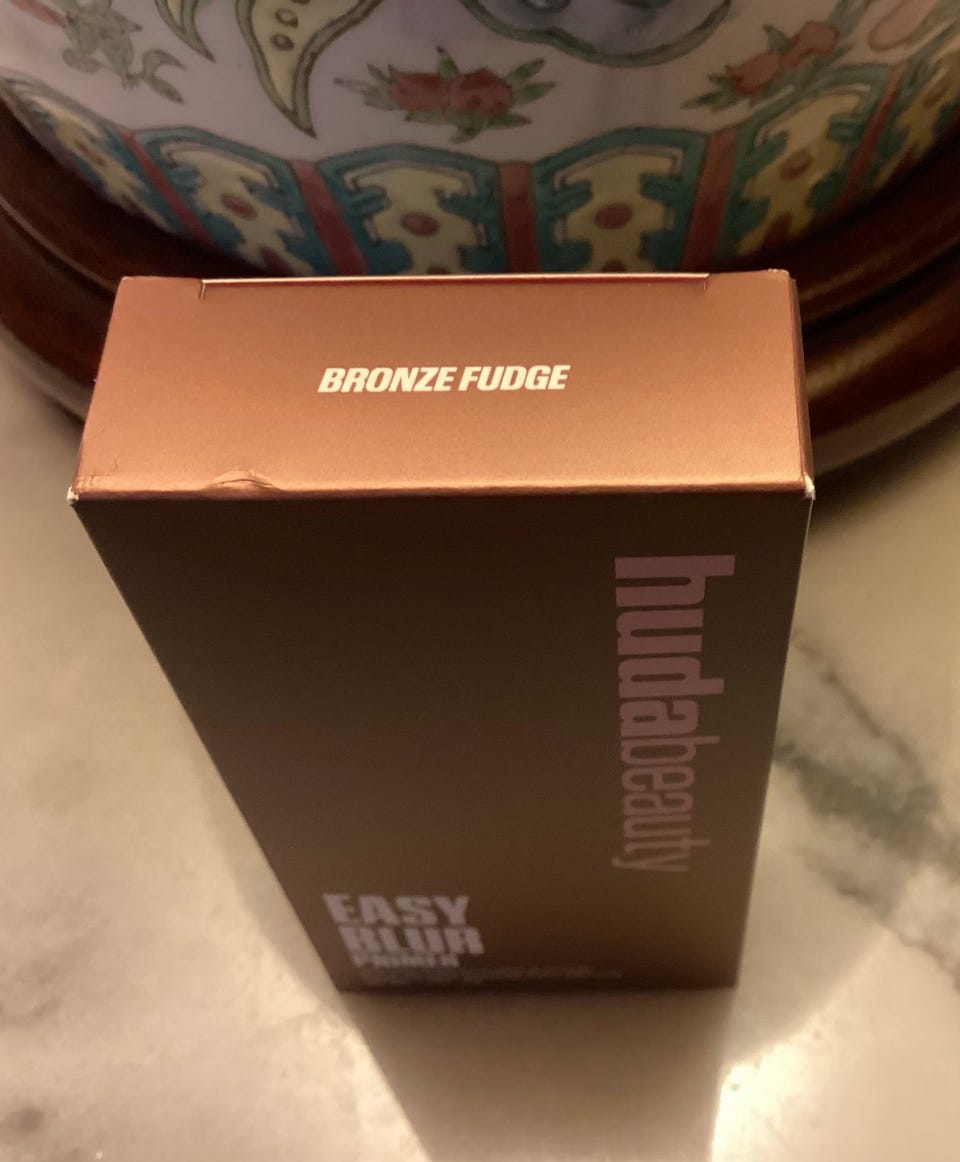 BRONZE FUDGE
hudabeauty
EASY
BLUR
PRIMER